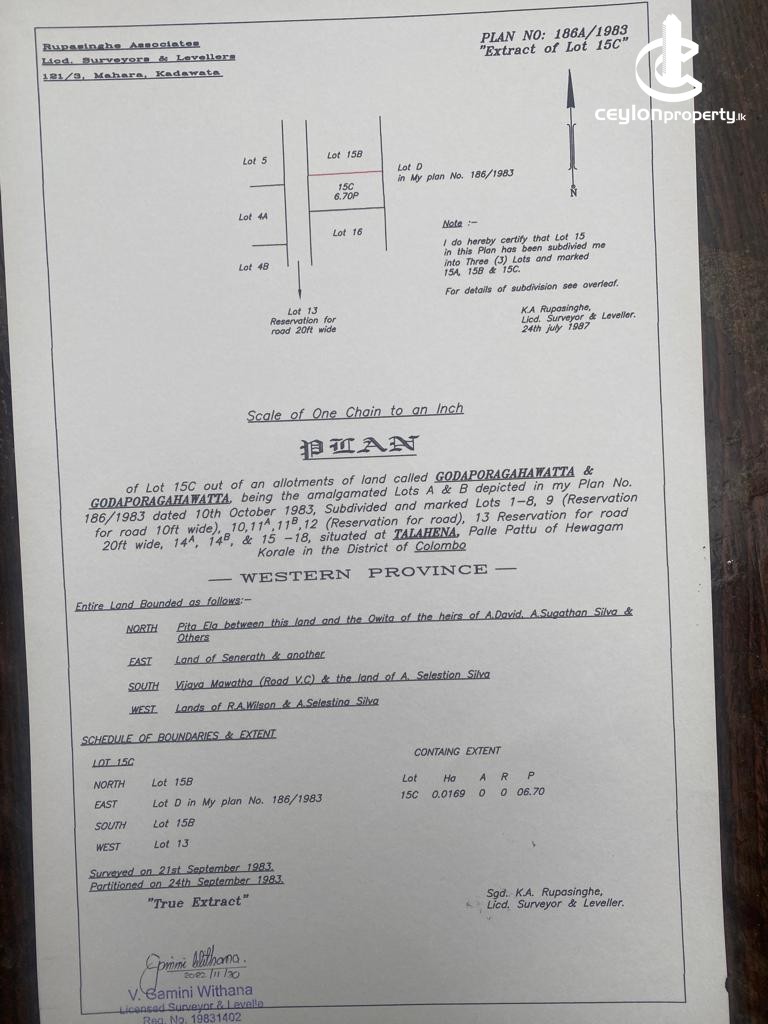 Rupasinghe Associates
Licd. Surveyors & Levellers
121/3, Mahara, Kadawata
PLAN NO: 186A/1983
"Extract of Lot 15C"
ceylonproperty.lk
Lot 5
Lot 15B
Lot D
in My plan No. 186/1983
15C
6.70P
Lot 4A
Lot 16
Lot 4B
N
Note :-
I do hereby certify that Lot 15
in this Plan has been subdivied me
into Three (3) Lots and marked
15A, 15B & 15C.
For details of subdivision see overleaf.
Lot 13
Reservation for
road 20ft wide
K.A Rupasinghe,
Licd. Surveyor & Leveller.
24th july 1987
Scale of One Chain to an Inch
PLAN
of Lot 15C out of an allotments of land called GODAPORAGAHAWATTA &
GODAPORAGAHAWATTA, being the amalgamated Lots A & B depicted in my Plan No.
186/1983 dated 10th October 1983, Subdivided and marked Lots 1-8, 9 (Reservation
for road 10ft wide), 10,11A,11B,12 (Reservation for road), 13 Reservation for road
20ft wide, 14A, 14B, & 15 -18, situated at TALAHENA, Palle Pattu of Hewagam
Korale in the District of Colombo
— WESTERN PROVINCE —
Entire Land Bounded as follows:-
NORTH Pita Ela between this land and the Owita of the heirs of A.David, A.Sugathan Silva &
Others
EAST Land of Senerath & another
SOUTH Vijaya Mawatha (Road V.C) & the land of A. Selestion Silva
WEST Lands of R.A.Wilson & A.Selestina Silva
SCHEDULE OF BOUNDARIES & EXTENT
LOT 15C
CONTAING EXTENT
NORTH Lot 15B
Lot Ha A R P
EAST Lot D in My plan No. 186/1983
15C 0.0169 0 0 06.70
SOUTH Lot 15B
WEST Lot 13
Surveyed on 21st September 1983.
Partitioned on 24th September 1983.
"True Extract"
Sgd. K.A. Rupasinghe,
Licd. Surveyor & Leveller.
2022/11/30
V. Gamini Withana
Licensed Surveyor & Levelle
Reg. No. 19831402